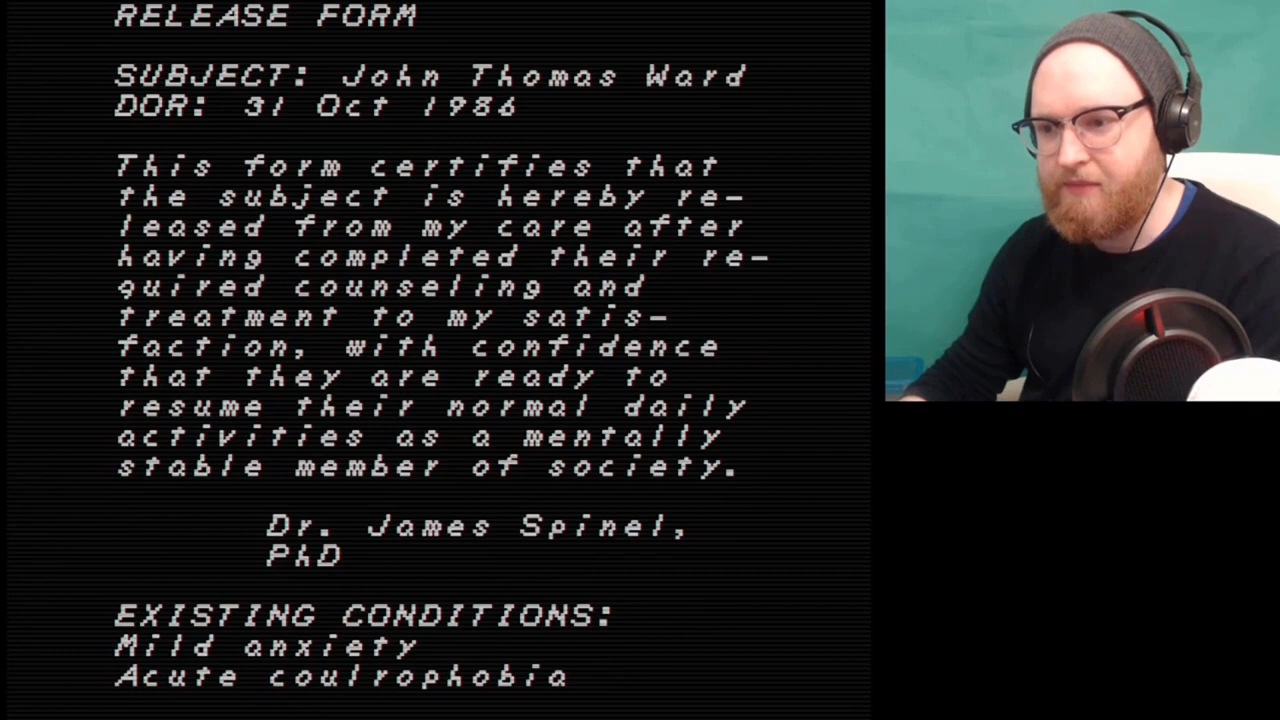 RELEASE FORM
SUBJECT: John Thomas Ward
DOR: 31 Oct 1986
This form certifies that
the subject is hereby re-
leased from my care after
having completed their re-
quired counseling and
treatment to my satis-
faction, with confidence
that they are ready to
resume their normal daily
activities as a mentally
stable member of society.
Dr. James Spinel,
PhD
EXISTING CONDITIONS:
Mild anxiety
Acute coulrophobia